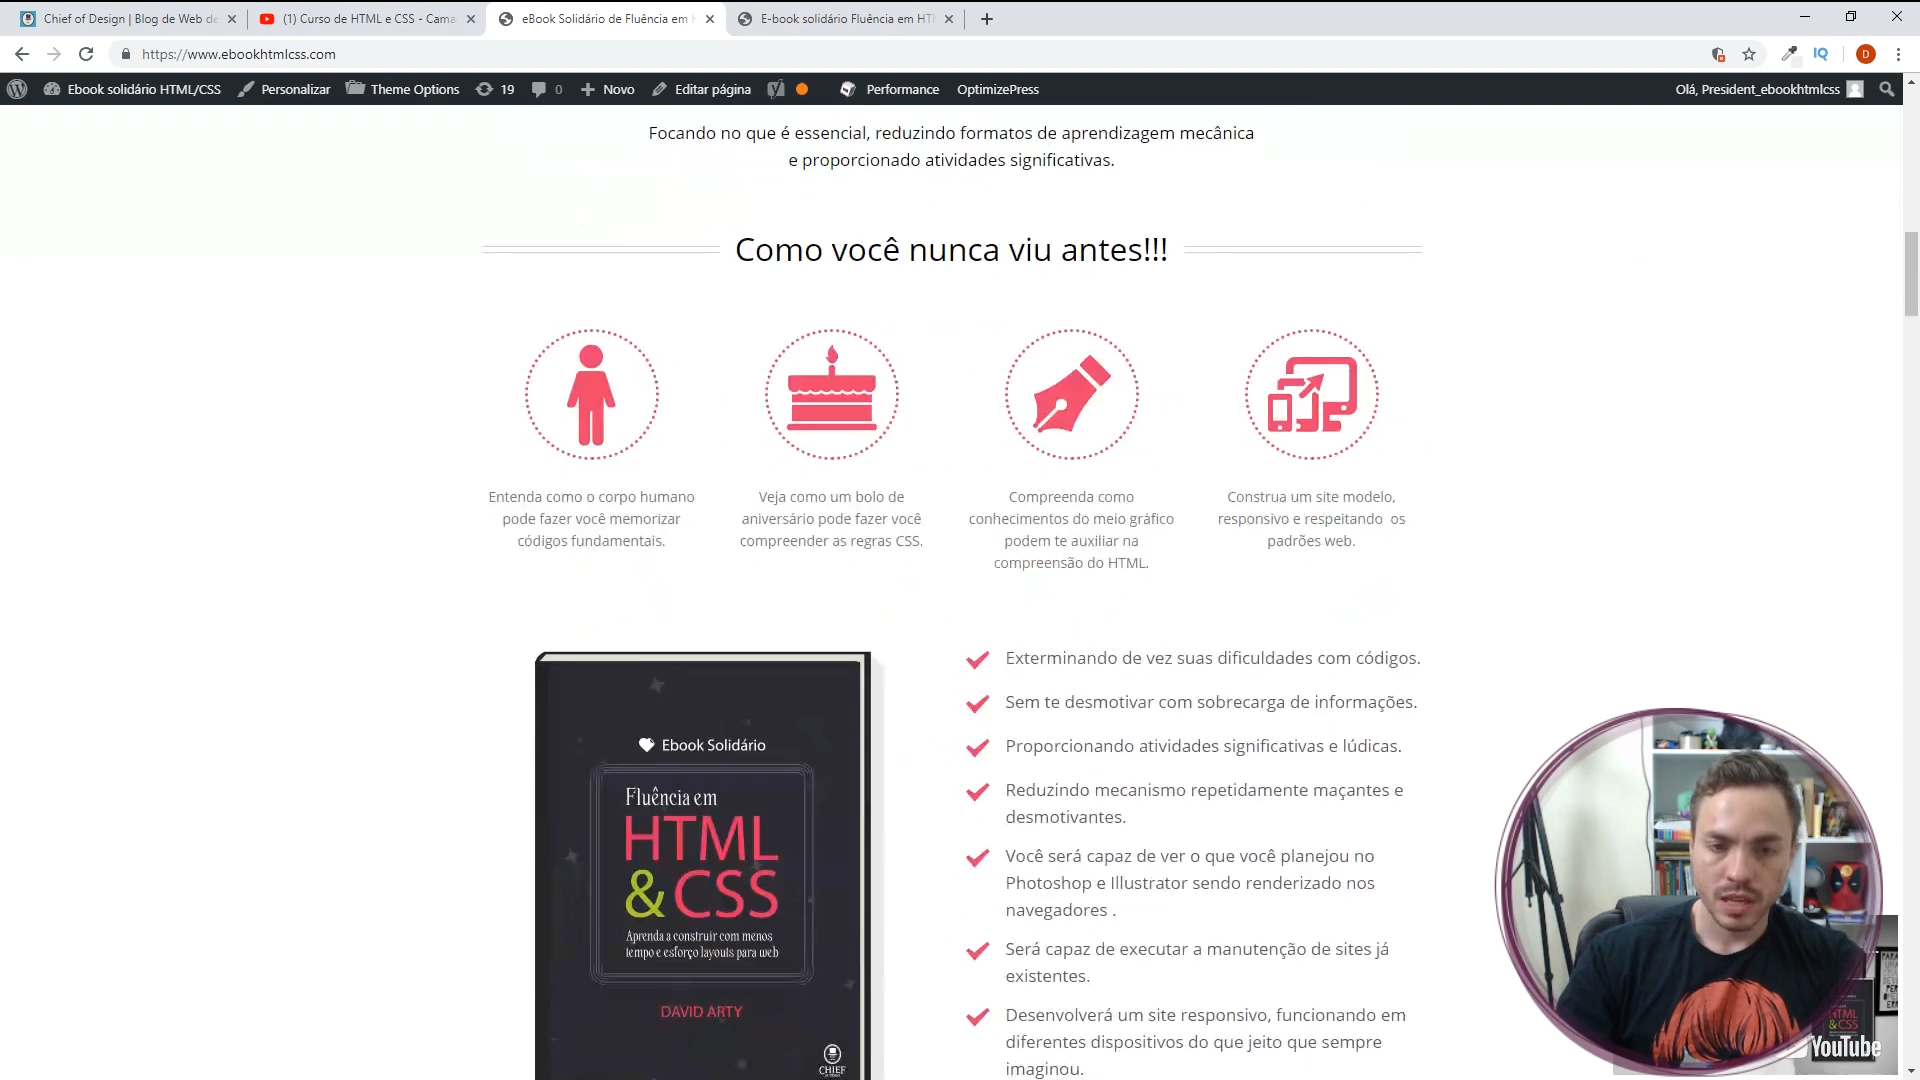 Chief of Design | Blog de Web de
(1) Curso de HTML e CSS - Cama
eBook Solidário de Fluência em H
E-book solidário Fluência em HTI
https://www.ebookhtmlcss.com
IQ
D
Ebook solidário HTML/CSS
Personalizar
Theme Options
19
0
Novo
Editar página
Performance
OptimizePress
Olá, President_ebookhtmlcss
Focando no que é essencial, reduzindo formatos de aprendizagem mecânica
e proporcionado atividades significativas.
Como você nunca viu antes!!!
Entenda como o corpo humano
pode fazer você memorizar
códigos fundamentais.
Veja como um bolo de
aniversário pode fazer você
compreender as regras CSS.
Compreenda como
conhecimentos do meio gráfico
podem te auxiliar na
compreensão do HTML.
Construa um site modelo,
responsivo e respeitando os
padrões web.
Ebook Solidário
Fluência em
HTML
& CSS
Aprenda a construir com menos
tempo e esforço layouts para web
DAVID ARTY
CHIEF
Exterminando de vez suas dificuldades com códigos.
Sem te desmotivar com sobrecarga de informações.
Proporcionando atividades significativas e lúdicas.
Reduzindo mecanismo repetidamente maçantes e
desmotivantes.
Você será capaz de ver o que você planejou no
Photoshop e Illustrator sendo renderizado nos
navegadores .
Será capaz de executar a manutenção de sites já
existentes.
Desenvolverá um site responsivo, funcionando em
diferentes dispositivos do que jeito que sempre
imaginou.
HTML
& CSS
YouTube